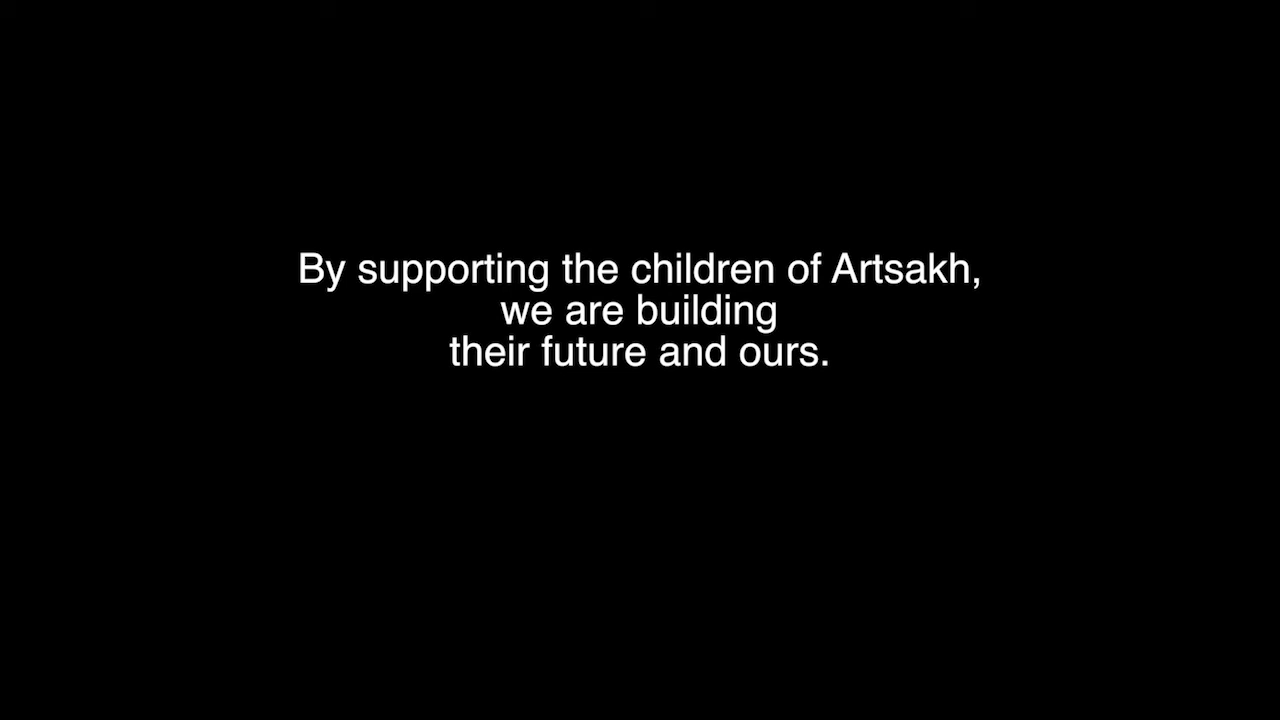 By supporting the children of Artsakh,
we are building
their future and ours.